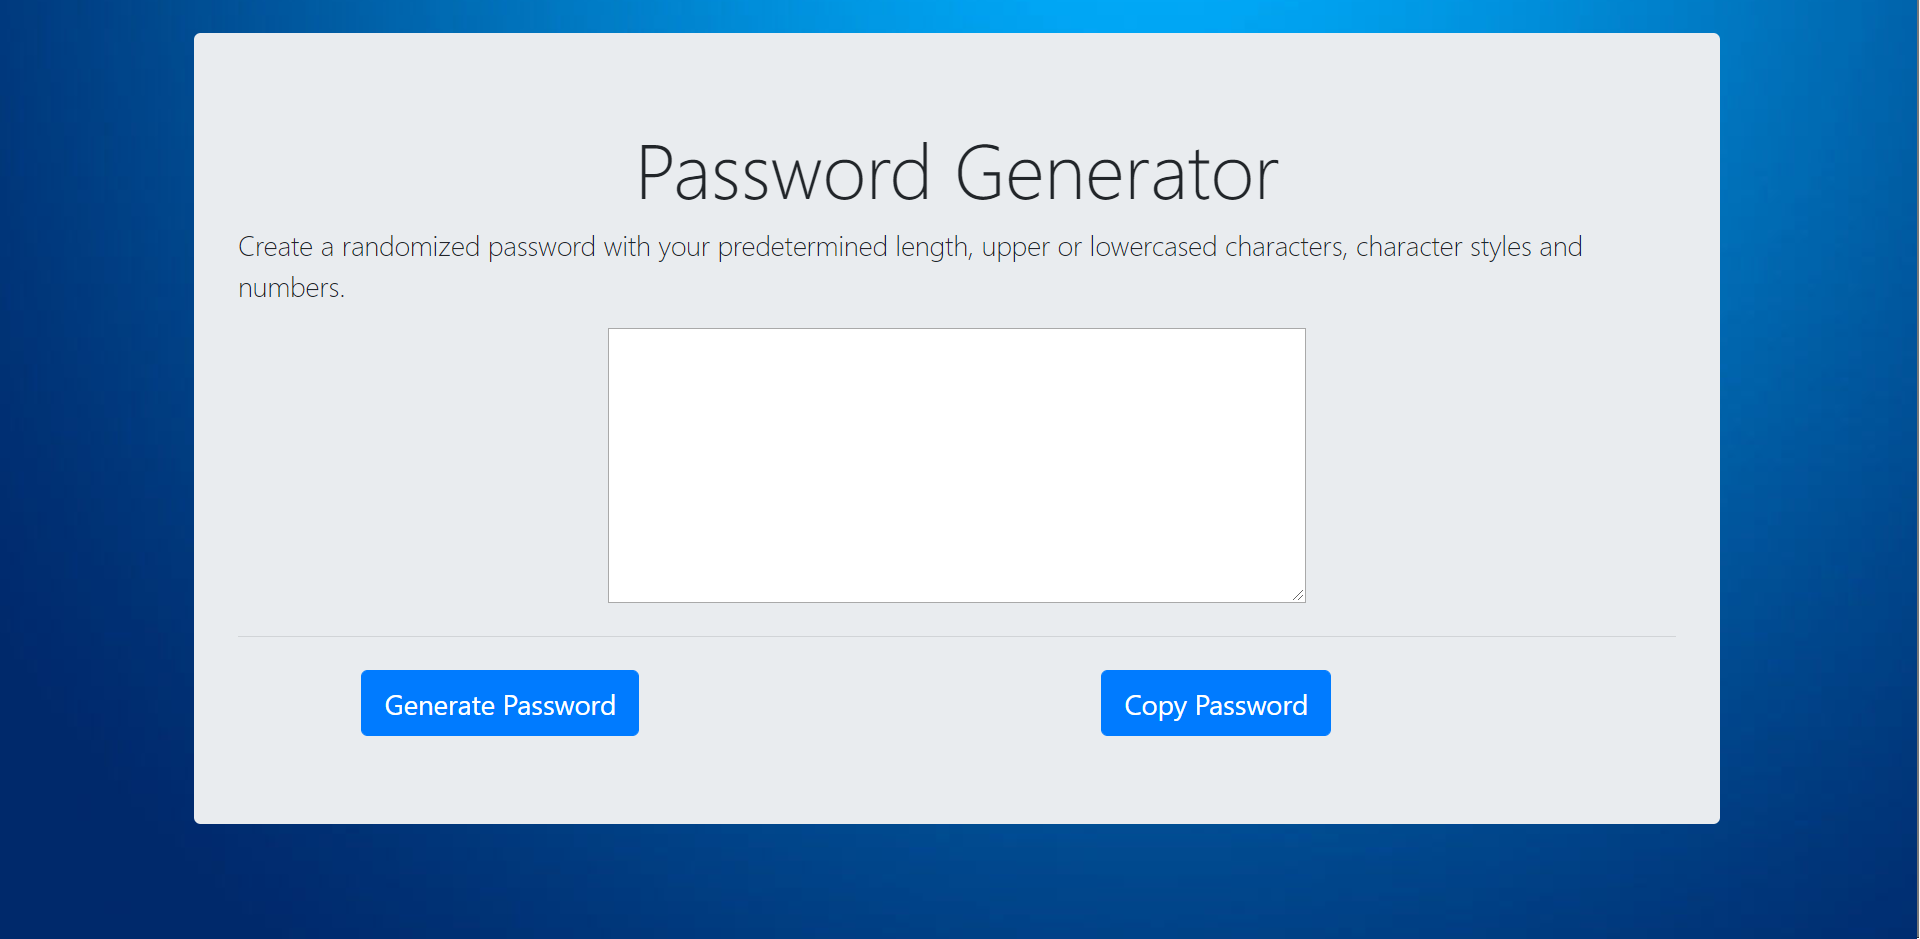 Password Generator
Create a randomized password with your predetermined length, upper or lowercased characters, character styles and
numbers.
Generate Password
Copy Password